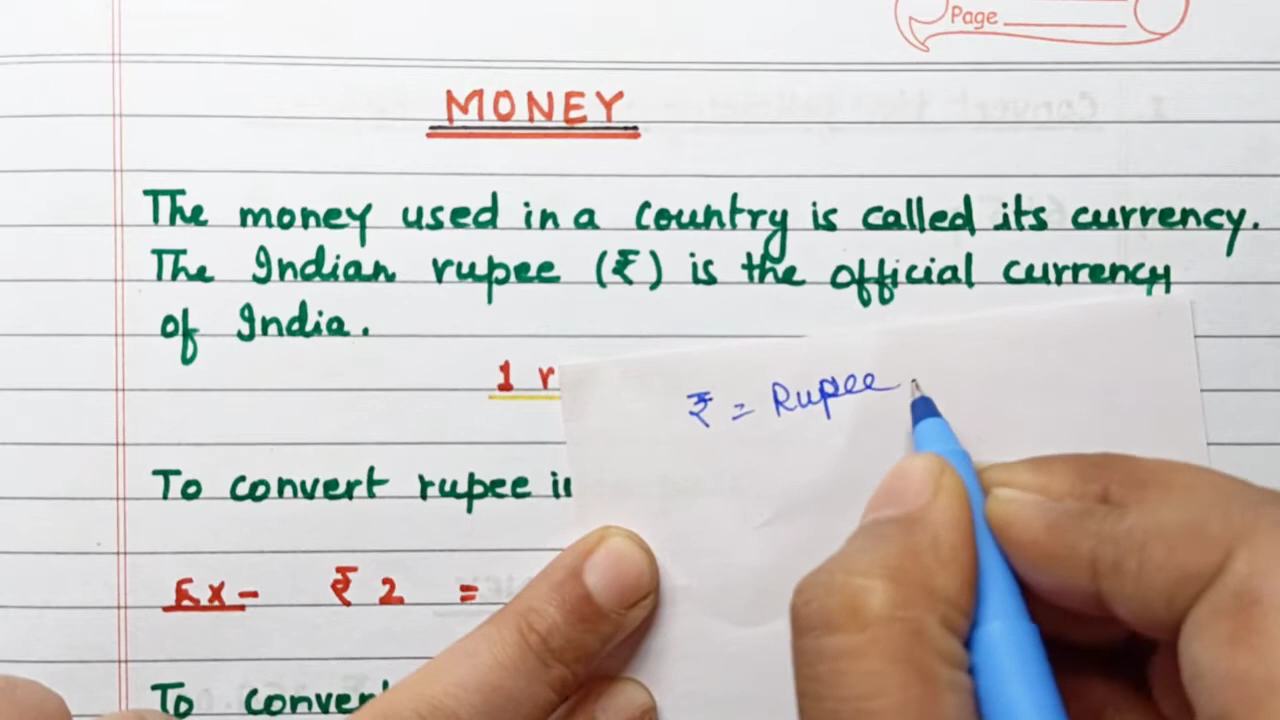 Page
MONEY
The money used in a country is called its currency.
The Indian rupee (₹) is the official currency
of India.
1 r
₹ = Rupee
To convert rupee i
Ex- ₹ 2 =
To convert